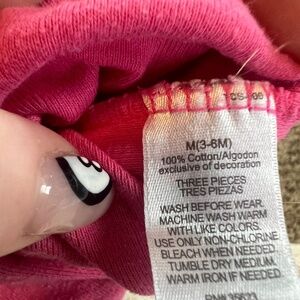 M(3-6M)
100% Cotton/Algodon
exclusive of decoration
THREE PIECES
TRES PIEZAS
WASH BEFORE WEAR.
MACHINE WASH WARM
WITH LIKE COLORS.
USE ONLY NON-CHLORINE
BLEACH WHEN NEEDED
TUMBLE DRY MEDIUM
WARM IRON IF NEEDED